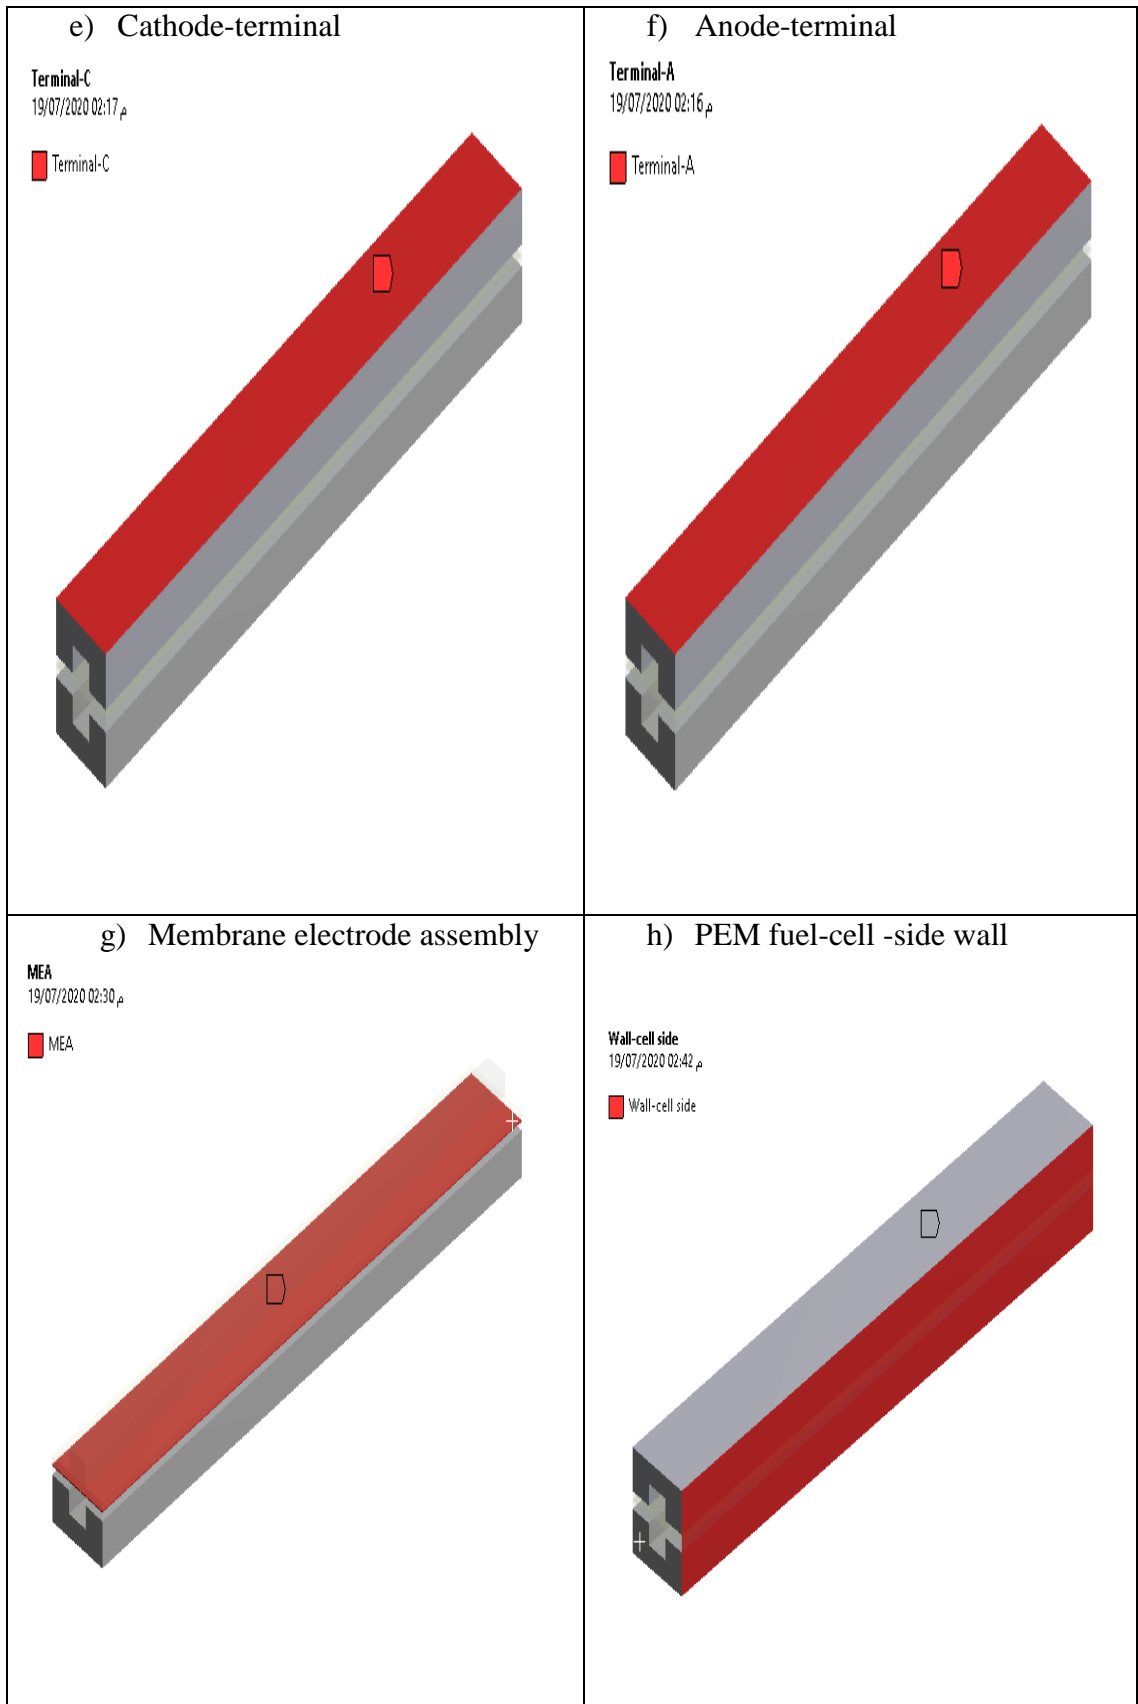 e) Cathode-terminal
Terminal-C
19/07/2020 02:17 م
Terminal-C
f) Anode-terminal
Terminal-A
19/07/2020 02:16 م
Terminal-A
g) Membrane electrode assembly
MEA
19/07/2020 02:30 م
MEA
h) PEM fuel-cell -side wall
Wall-cell side
19/07/2020 02:42 م
Wall-cell side